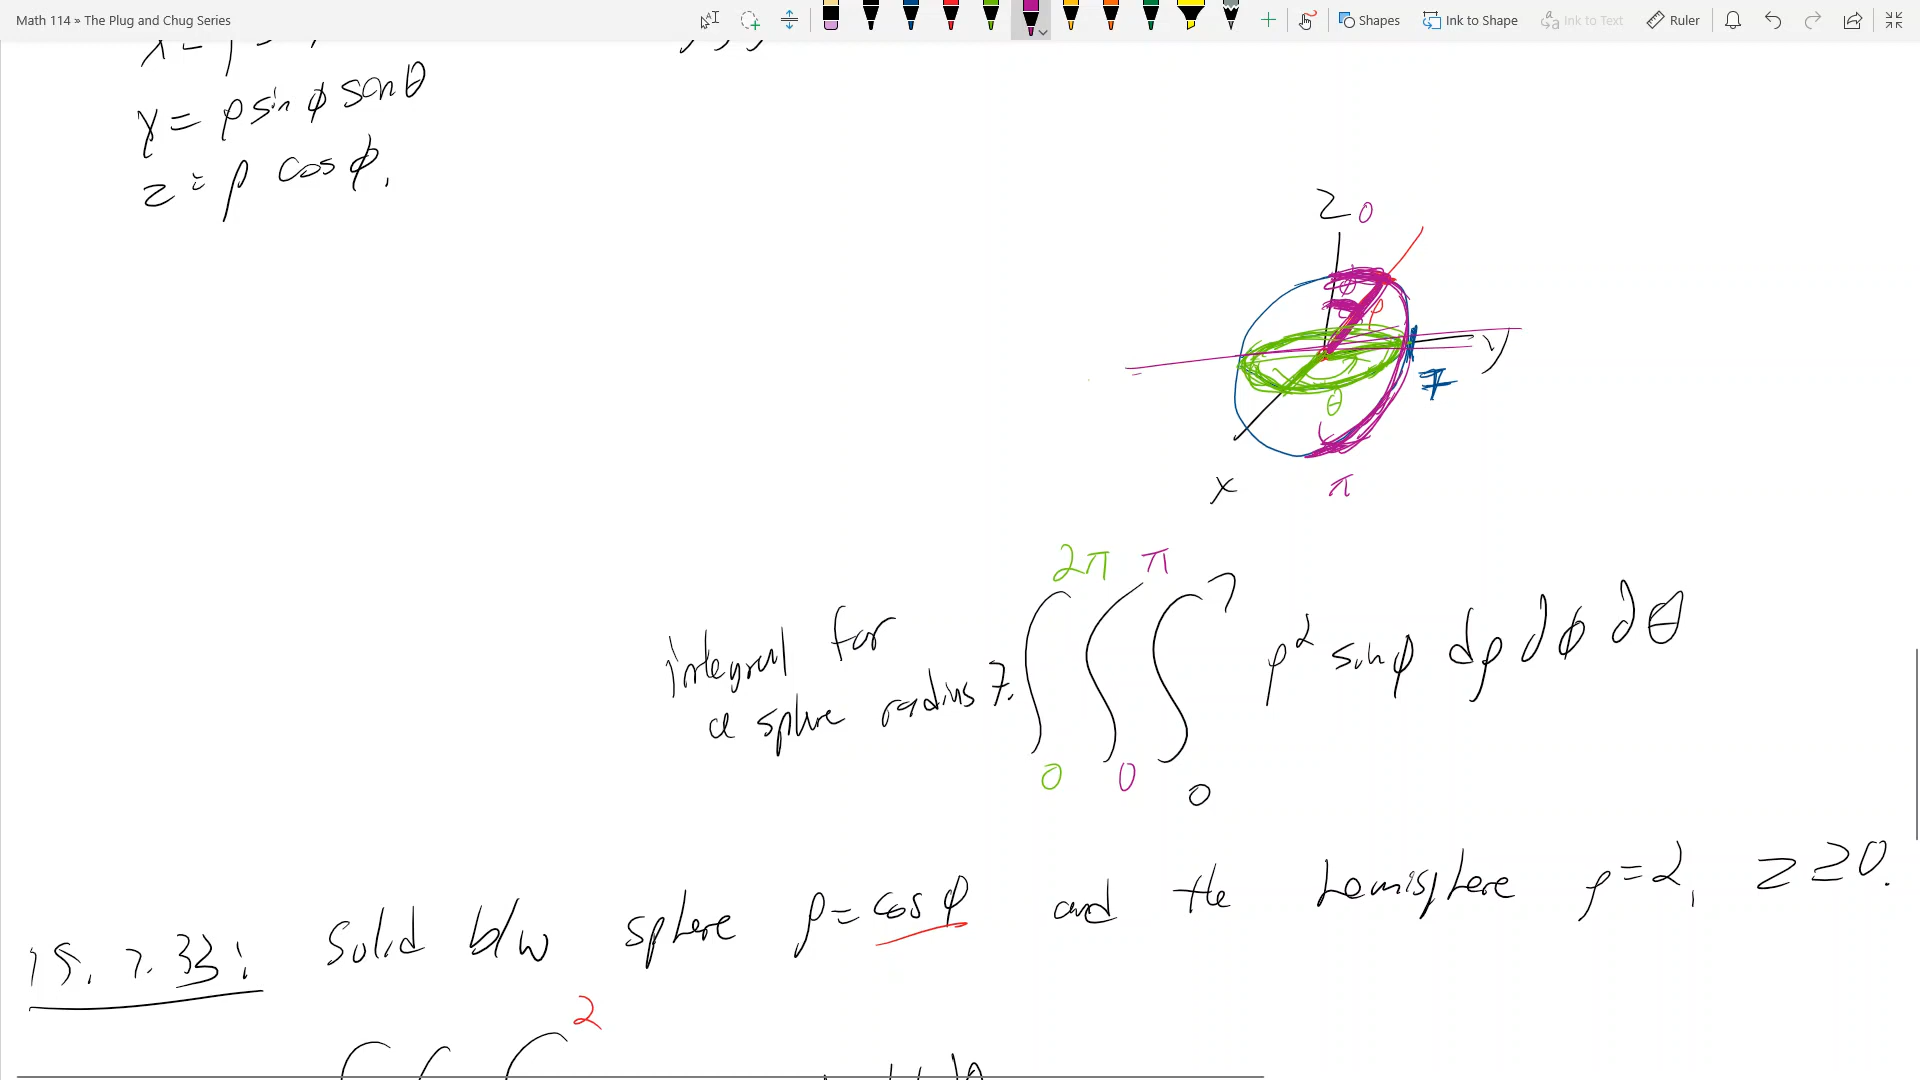 Math 114 » The Plug and Chug Series
Shapes
Ink to Shape
Ink to Text
Ruler
y = ρ sin φ sin θ
z = ρ cos φ.
Z 0
φ
ρ
y
7
θ
x
π
2π π 7
integral for
a sphere radius 7.
∫ ∫ ∫ ρ² sin φ dρ dφ dθ
0 0 0
15.7.33: Solid b/w sphere ρ = cos φ and the hemisphere ρ = 2, z ≥ 0.
2